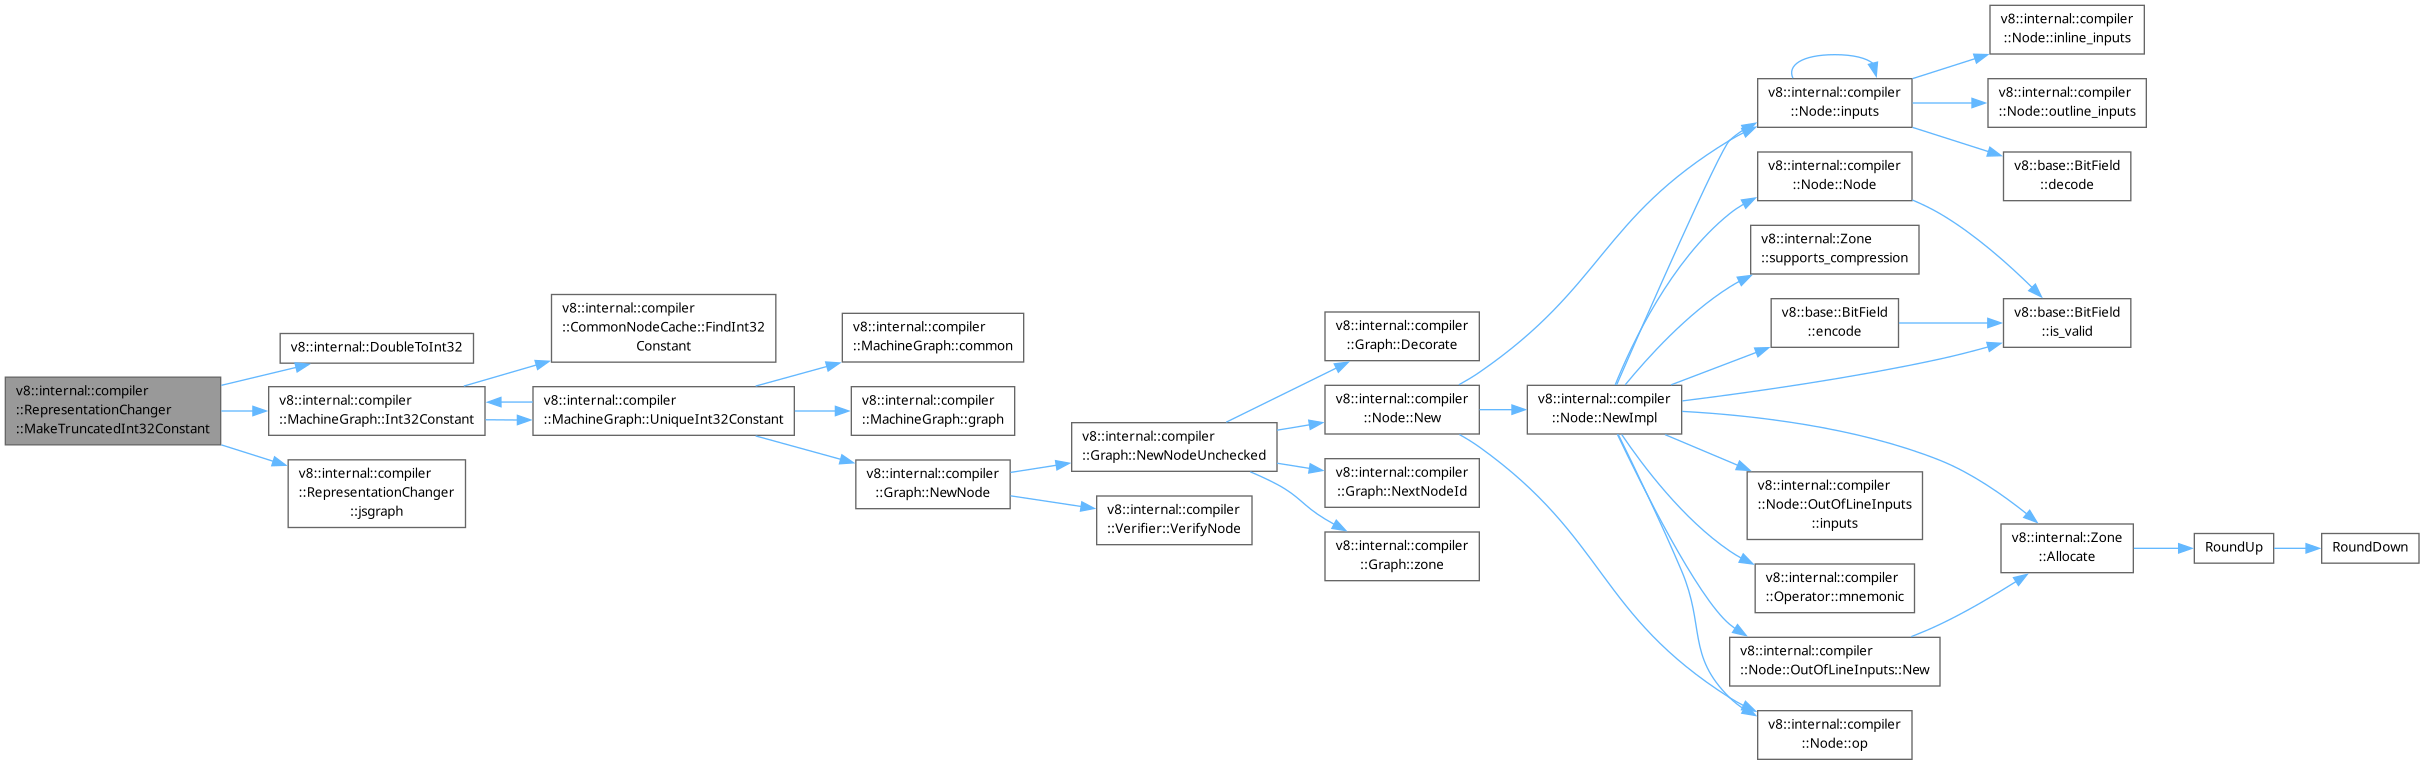 v8::internal::compiler
::RepresentationChanger
::MakeTruncatedInt32Constant
v8::internal::DoubleToInt32
v8::internal::compiler
::MachineGraph::Int32Constant
v8::internal::compiler
::RepresentationChanger
::jsgraph
v8::internal::compiler
::CommonNodeCache::FindInt32
Constant
v8::internal::compiler
::MachineGraph::UniqueInt32Constant
v8::internal::compiler
::MachineGraph::common
v8::internal::compiler
::MachineGraph::graph
v8::internal::compiler
::Graph::NewNode
v8::internal::compiler
::Graph::NewNodeUnchecked
v8::internal::compiler
::Verifier::VerifyNode
v8::internal::compiler
::Graph::Decorate
v8::internal::compiler
::Node::New
v8::internal::compiler
::Graph::NextNodeId
v8::internal::compiler
::Graph::zone
v8::internal::compiler
::Node::NewImpl
v8::internal::compiler
::Node::inputs
v8::internal::compiler
::Node::Node
v8::internal::Zone
::supports_compression
v8::base::BitField
::encode
v8::internal::compiler
::Node::OutOfLineInputs
::inputs
v8::internal::compiler
::Operator::mnemonic
v8::internal::compiler
::Node::OutOfLineInputs::New
v8::internal::compiler
::Node::op
v8::internal::compiler
::Node::inline_inputs
v8::internal::compiler
::Node::outline_inputs
v8::base::BitField
::decode
v8::base::BitField
::is_valid
v8::internal::Zone
::Allocate
RoundUp
RoundDown